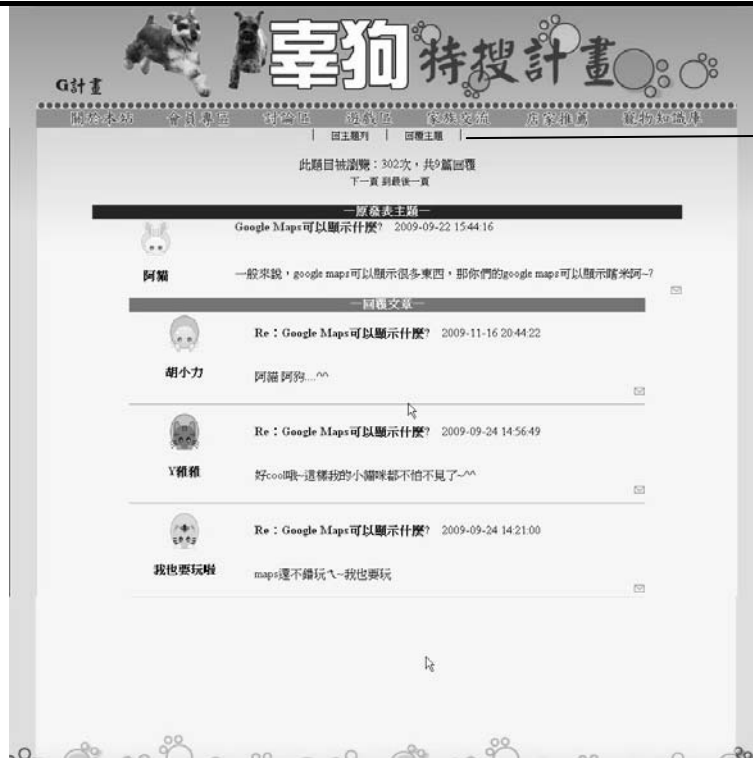 G計畫
辜狗特搜計畫
關於本站 會員專區 討論區 遊戲區 家族交流 店家推薦 寵物知識庫
| 回主題列 | 回覆主題 |
此題目被瀏覽：302次，共9篇回覆
下一頁 到最後一頁
—原發表主題—
Google Maps可以顯示什麼? 2009-09-22 15:44:16
阿貓
一般來說，google maps可以顯示很多東西，那你們的google maps可以顯示啥米阿~?
—回覆文章—
Re：Google Maps可以顯示什麼? 2009-11-16 20:44:22
胡小力
阿貓 阿狗....^^
Re：Google Maps可以顯示什麼? 2009-09-24 14:56:49
Y雅雅
好cool哦~這樣我的小貓咪都不怕不見了~^^
Re：Google Maps可以顯示什麼? 2009-09-24 14:21:00
我也要玩啦
maps還不錯玩ㄟ~我也要玩